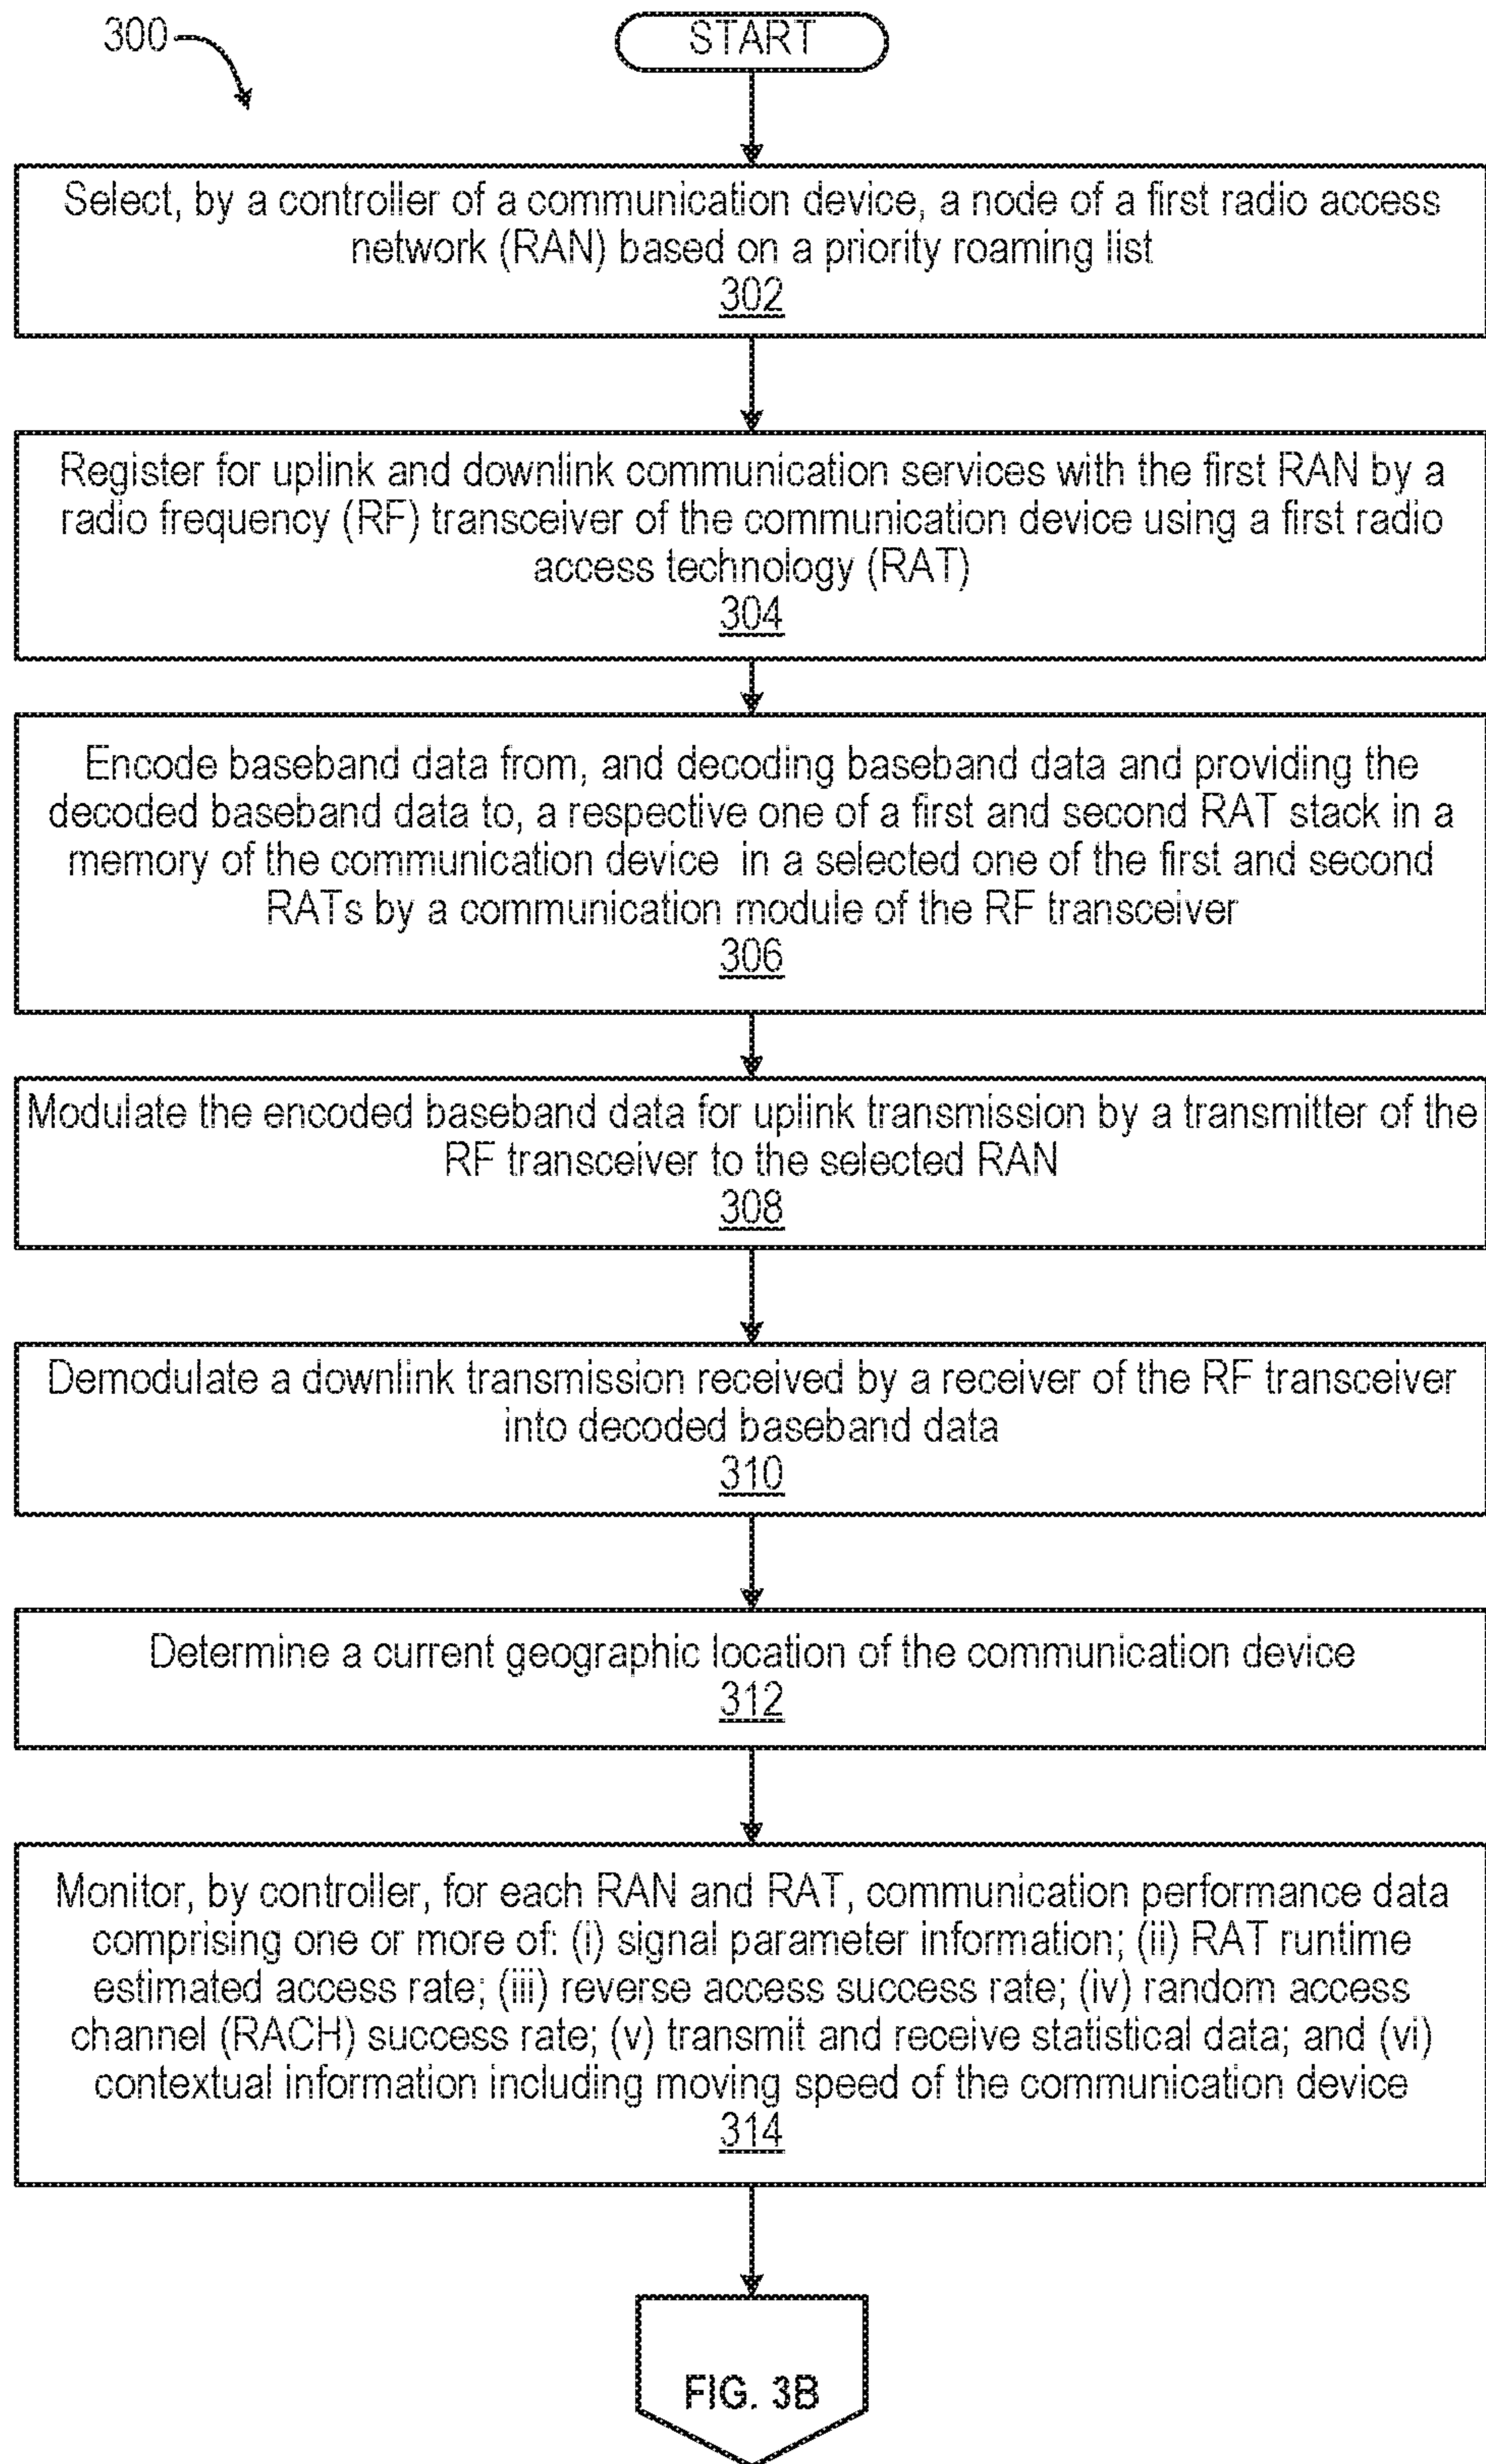 300
START
Select, by a controller of a communication device, a node of a first radio access
network (RAN) based on a priority roaming list
302
Register for uplink and downlink communication services with the first RAN by a
radio frequency (RF) transceiver of the communication device using a first radio
access technology (RAT)
304
Encode baseband data from, and decoding baseband data and providing the
decoded baseband data to, a respective one of a first and second RAT stack in a
memory of the communication device in a selected one of the first and second
RATs by a communication module of the RF transceiver
306
Modulate the encoded baseband data for uplink transmission by a transmitter of the
RF transceiver to the selected RAN
308
Demodulate a downlink transmission received by a receiver of the RF transceiver
into decoded baseband data
310
Determine a current geographic location of the communication device
312
Monitor, by controller, for each RAN and RAT, communication performance data
comprising one or more of: (i) signal parameter information; (ii) RAT runtime
estimated access rate; (iii) reverse access success rate; (iv) random access
channel (RACH) success rate; (v) transmit and receive statistical data; and (vi)
contextual information including moving speed of the communication device
314
FIG. 3B